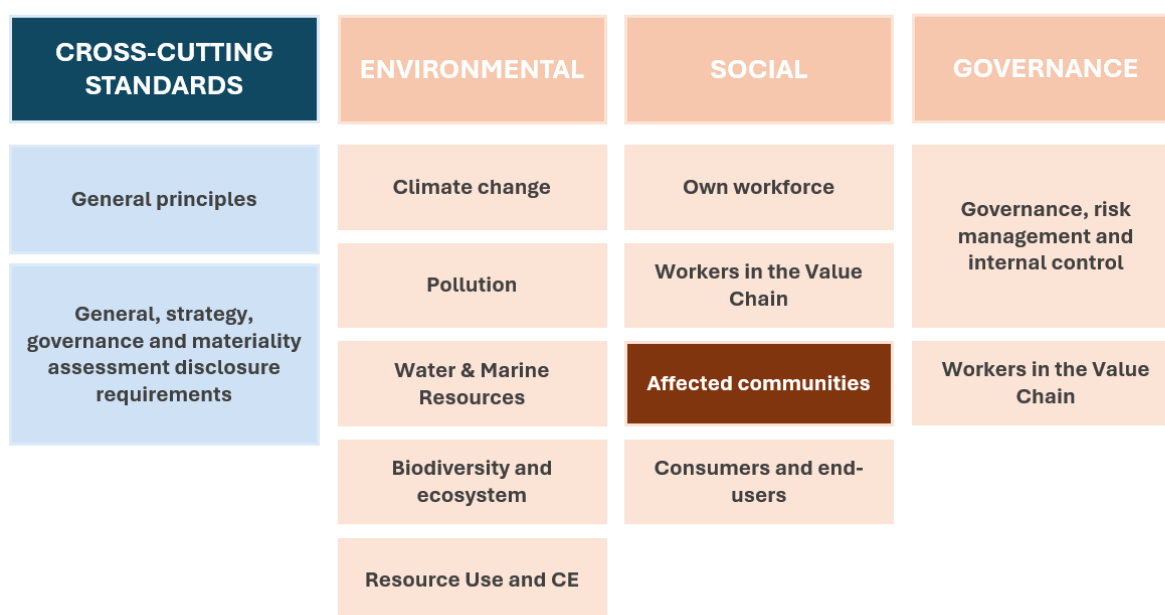 CROSS-CUTTING
STANDARDS
General principles
General, strategy,
governance and materiality
assessment disclosure
requirements
ENVIRONMENTAL
Climate change
Pollution
Water & Marine
Resources
Biodiversity and
ecosystem
Resource Use and CE
SOCIAL
Own workforce
Workers in the Value
Chain
Affected communities
Consumers and end-
users
GOVERNANCE
Governance, risk
management and
internal control
Workers in the Value
Chain